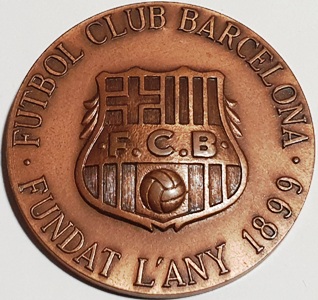 FUTBOL CLUB BARCELONA
F.C.B
FUNDAT L'ANY 1899